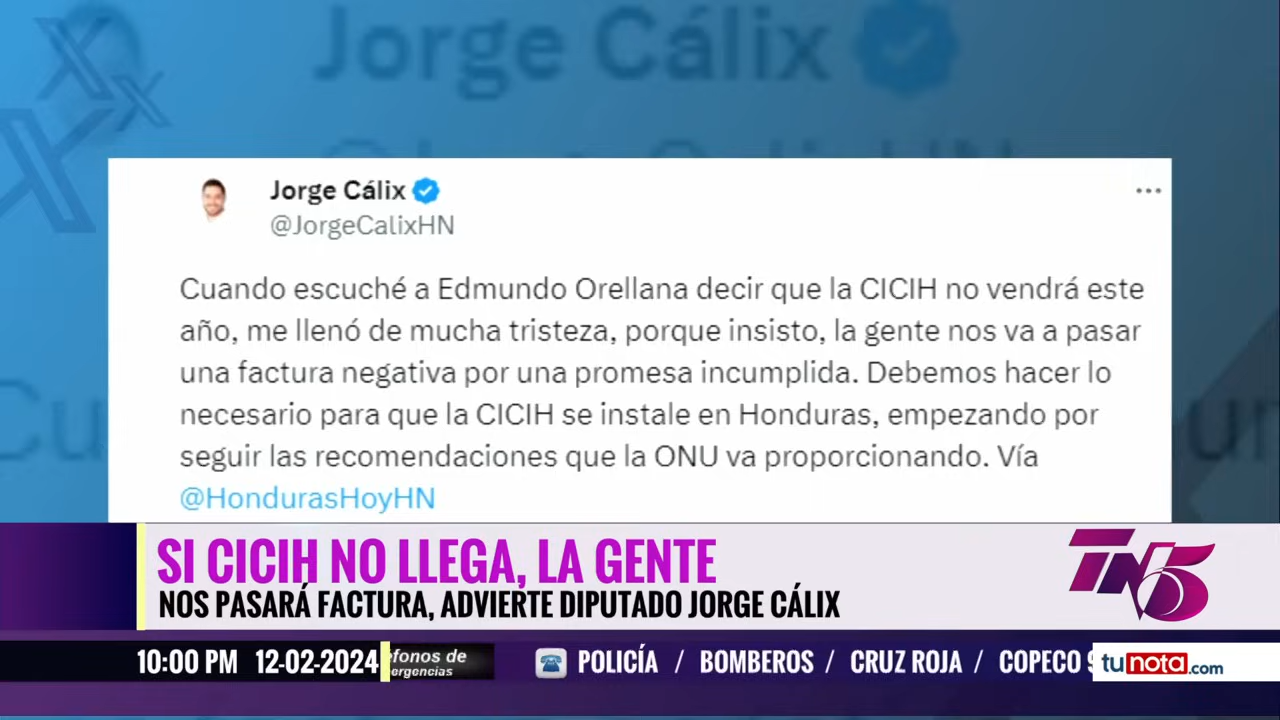 Jorge Cálix
Jorge Cálix
@JorgeCalixHN
Cuando escuché a Edmundo Orellana decir que la CICIH no vendrá este
año, me llenó de mucha tristeza, porque insisto, la gente nos va a pasar
una factura negativa por una promesa incumplida. Debemos hacer lo
necesario para que la CICIH se instale en Honduras, empezando por
seguir las recomendaciones que la ONU va proporcionando. Vía
@HondurasHoyHN
SI CICIH NO LLEGA, LA GENTE
NOS PASARÁ FACTURA, ADVIERTE DIPUTADO JORGE CÁLIX
TN5
10:00 PM 12-02-2024 POLICÍA / BOMBEROS / CRUZ ROJA / COPECO
tunota.com